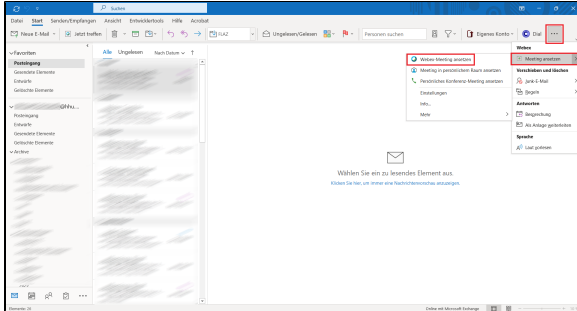 Suchen
Datei Start Senden/Empfangen Ansicht Entwicklertools Hilfe Acrobat
Neue E-Mail Jetzt treffen ELAZ Ungelesen/Gelesen Personen suchen Eigenes Konto Dial ...
Favoriten
Posteingang
Gesendete Elemente
Entwürfe
Gelöschte Elemente
@hhu...
Posteingang
Entwürfe
Gesendete Elemente
Gelöschte Elemente
Archive
Alle Ungelesen Nach Datum
Webex
Meeting ansetzen
Verschieben und löschen
Junk-E-Mail
Regeln
Antworten
Besprechung
Als Anlage weiterleiten
Sprache
Laut vorlesen
Webex-Meeting ansetzen
Meeting in persönlichem Raum ansetzen
Persönliches Konferenz-Meeting ansetzen
Einstellungen
Info...
Mehr
Wählen Sie ein zu lesendes Element aus.
Klicken Sie hier, um immer eine Nachrichtenvorschau anzuzeigen.
Online mit Microsoft Exchange